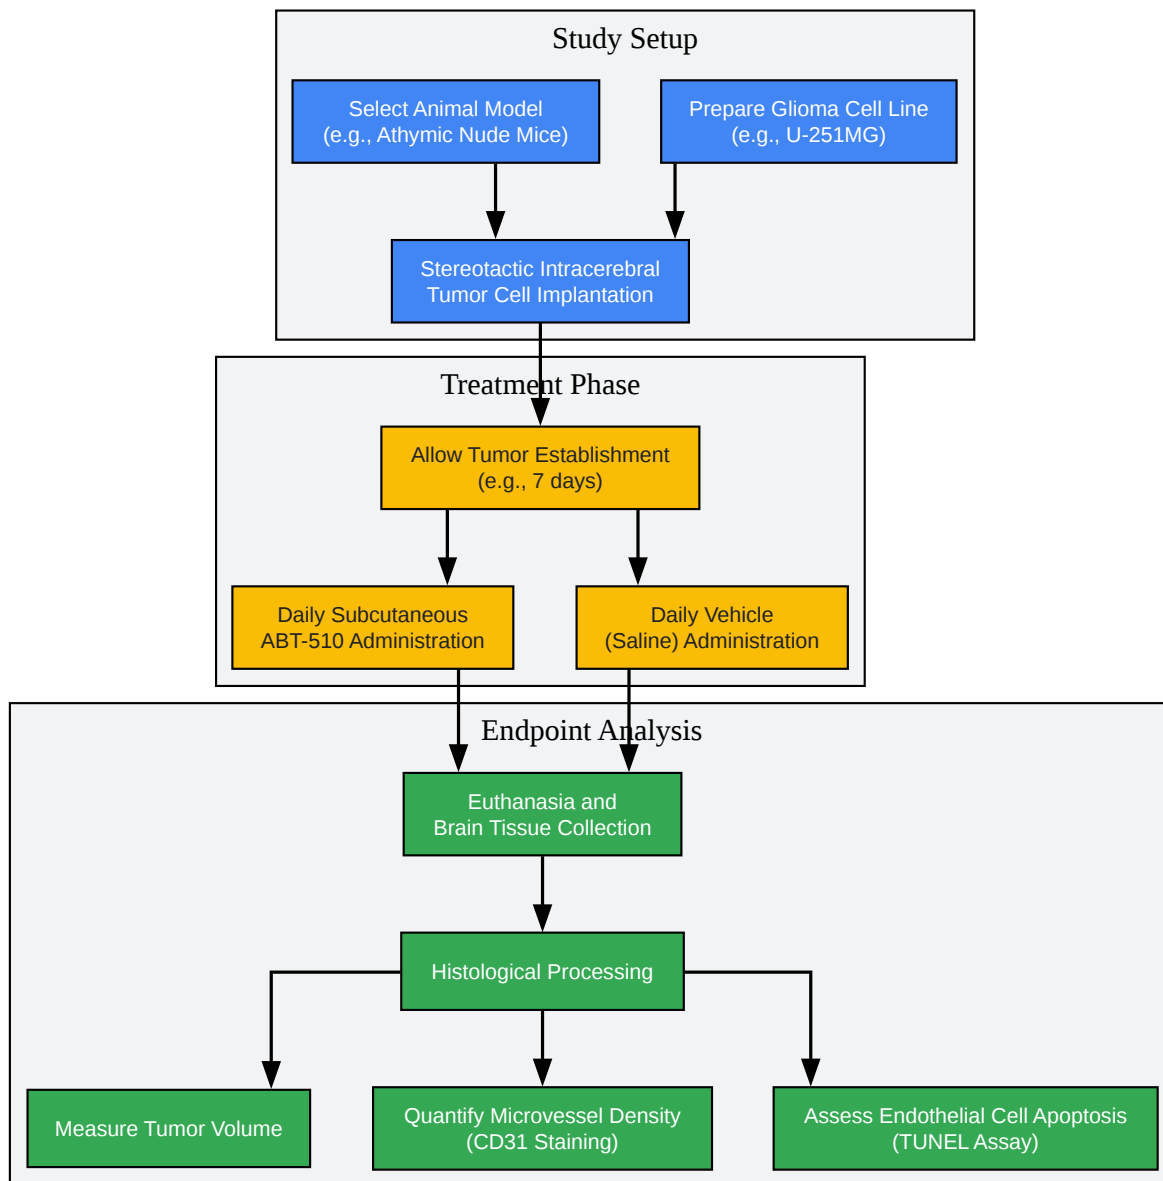 Study Setup
Select Animal Model
(e.g., Athymic Nude Mice)
Prepare Glioma Cell Line
(e.g., U-251MG)
Stereotactic Intracerebral
Tumor Cell Implantation
Treatment Phase
Allow Tumor Establishment
(e.g., 7 days)
Daily Subcutaneous
ABT-510 Administration
Daily Vehicle
(Saline) Administration
Endpoint Analysis
Euthanasia and
Brain Tissue Collection
Histological Processing
Measure Tumor Volume
Quantify Microvessel Density
(CD31 Staining)
Assess Endothelial Cell Apoptosis
(TUNEL Assay)